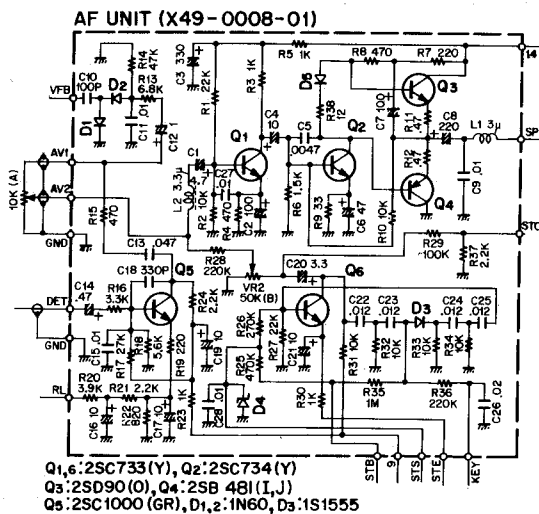 AF UNIT (X49-0008-01)
R14
47K
C3 330
R5 1K
R8 470
R7 220
14
C10
100P
D2
R13
6.8K
R1
22K
R3 1K
D5
Q3
VFB
D1
C11 .01
C12 1
C4
10
R38
12
C7 100
R11
.47
C8
220
L1 3μ
SP
AV1
C1
4.7
Q1
C5
.0047
Q2
R12
.47
AV2
L2 3.3μ
C27
.01
C9 .01
10K(A)
R15
470
R2 10K
R4 470
C2 100
R6 1.5K
R9 33
C6 47
R10 10K
Q4
GND
C13 .047
R28
220K
R29
100K
R37
2.2K
C18 330P
Q5
C20 3.3
Q6
C14
.47
DET
R16
3.3K
VR2
50K(B)
R24
2.2K
C22
.012
C23
.012
D3
C24
.012
C25
.012
C15 .01
R17 27K
R18
5.6K
R19 220
C19 10
R26
270K
R27 22K
C21 10
R31 10K
R32
10K
R33
10K
R34
10K
GND
R25
470K
RL
R20
3.9K
R21 2.2K
C16 10
R22
820
C17 10
R23 1K
C28 .01
D4
R30
1K
R35
1M
R36
220K
C26 .02
STB
9
STS
STE
KEY
Q1,6:2SC733(Y), Q2:2SC734(Y)
Q3:2SD90(O), Q4:2SB 481(I,J)
Q5:2SC1000(GR), D1,2:1N60, D3:1S1555